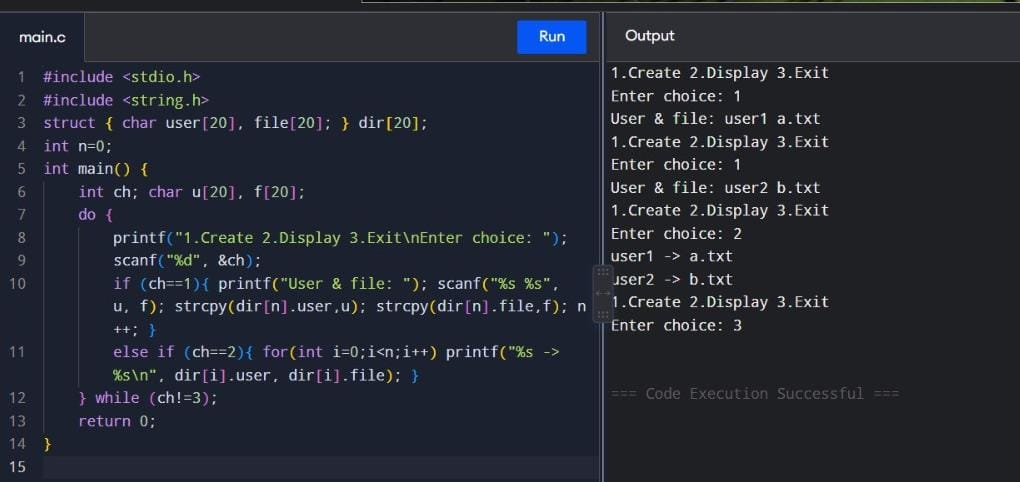 main.c
Run
Output
1 #include <stdio.h>
2 #include <string.h>
3 struct { char user[20], file[20]; } dir[20];
4 int n=0;
5 int main() {
6     int ch; char u[20], f[20];
7     do {
8         printf("1.Create 2.Display 3.Exit\nEnter choice: ");
9         scanf("%d", &ch);
10         if (ch==1){ printf("User & file: "); scanf("%s %s",
        u, f); strcpy(dir[n].user,u); strcpy(dir[n].file,f); n
        ++; }
11         else if (ch==2){ for(int i=0;i<n;i++) printf("%s ->
        %s\n", dir[i].user, dir[i].file); }
12     } while (ch!=3);
13     return 0;
14 }
15
1.Create 2.Display 3.Exit
Enter choice: 1
User & file: user1 a.txt
1.Create 2.Display 3.Exit
Enter choice: 1
User & file: user2 b.txt
1.Create 2.Display 3.Exit
Enter choice: 2
user1 -> a.txt
user2 -> b.txt
1.Create 2.Display 3.Exit
Enter choice: 3
=== Code Execution Successful ===